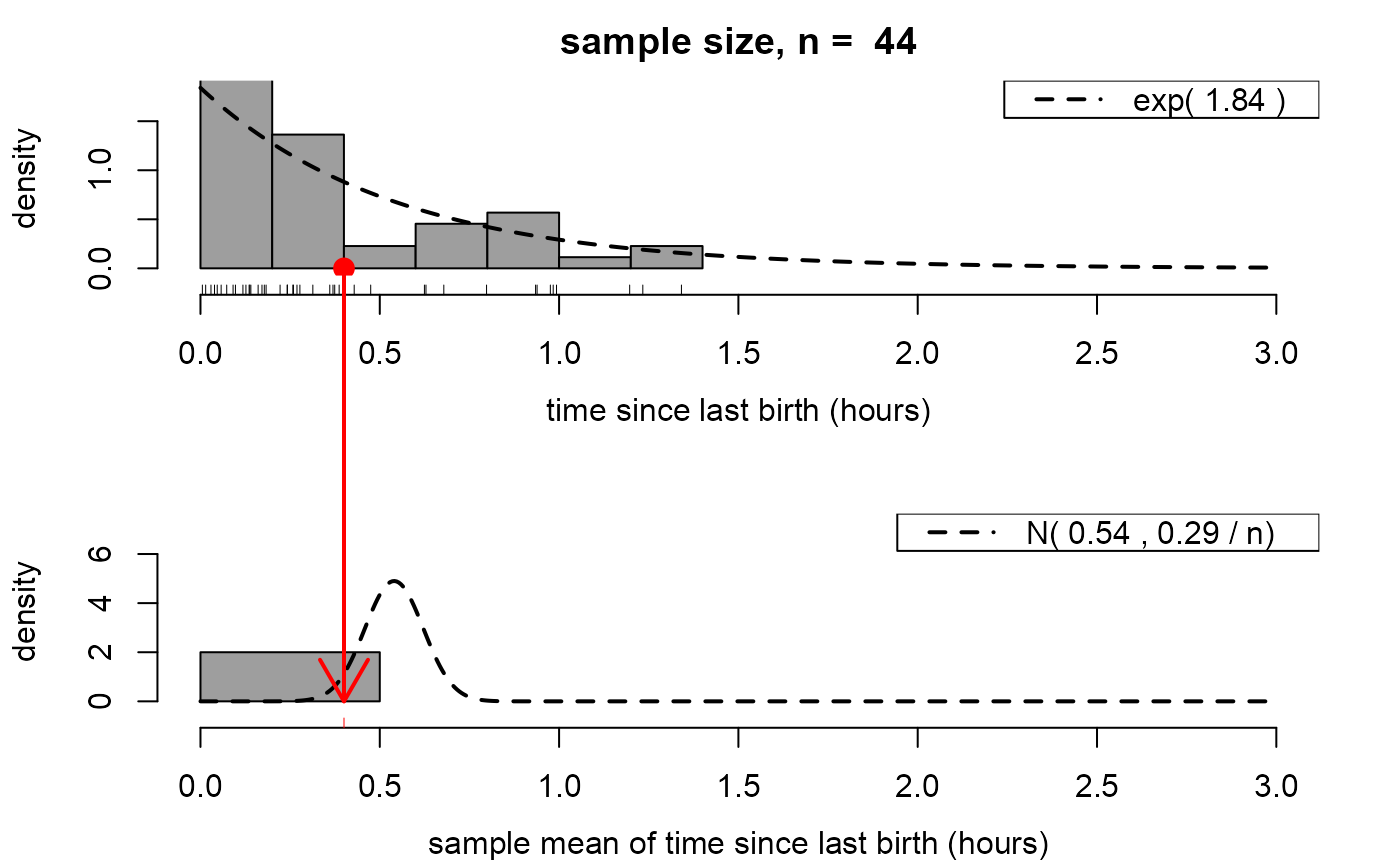 sample size, n =  44
exp( 1.84 )
density
1.0
0.0
0.0 0.5 1.0 1.5 2.0 2.5 3.0
time since last birth (hours)
N( 0.54 , 0.29 / n)
density
6
4
2
0
0.0 0.5 1.0 1.5 2.0 2.5 3.0
sample mean of time since last birth (hours)